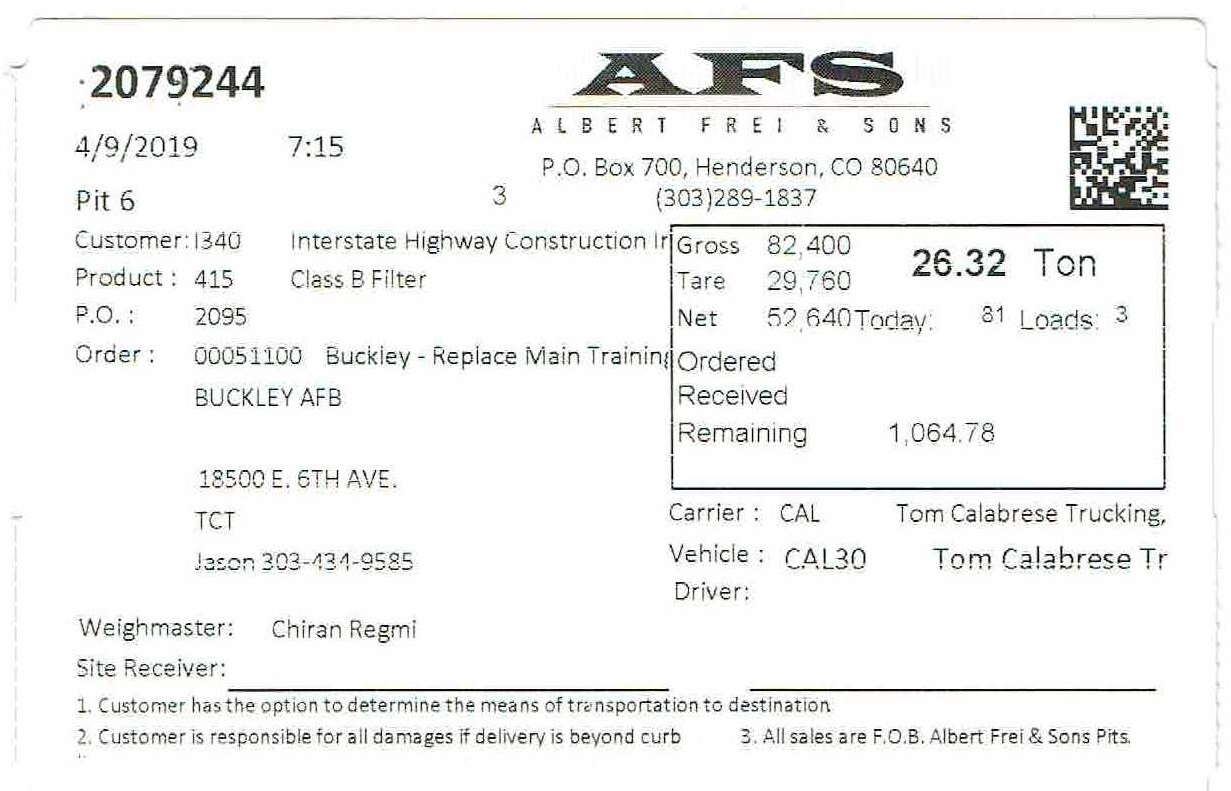 2079244
AFS
ALBERT FREI & SONS
4/9/2019 7:15
P.O. Box 700, Henderson, CO 80640
Pit 6 3 (303)289-1837
Customer: I340 Interstate Highway Construction Ir
Product : 415 Class B Filter
P.O. : 2095
Order : 00051100 Buckley - Replace Main Training
BUCKLEY AFB
18500 E. 6TH AVE.
TCT
Jason 303-434-9585
Gross 82,400 26.32 Ton
Tare 29,760
Net 52,640 Today: 81 Loads: 3
Ordered
Received
Remaining 1,064.78
Carrier : CAL Tom Calabrese Trucking,
Vehicle : CAL30 Tom Calabrese Tr
Driver:
Weighmaster: Chiran Regmi
Site Receiver:
1. Customer has the option to determine the means of transportation to destination
2. Customer is responsible for all damages if delivery is beyond curb 3. All sales are F.O.B. Albert Frei & Sons Pits.